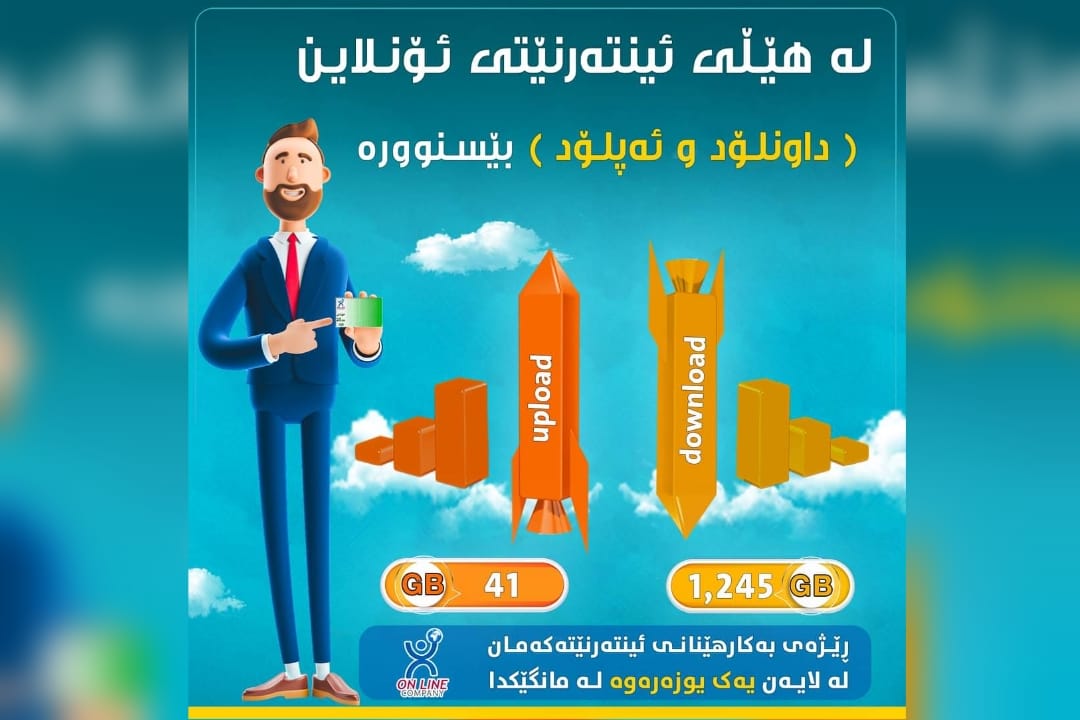 لە هێڵی ئینتەرنێتی ئۆنلاین
( داونلۆد و ئەپلۆد ) بێسنوورە
upload
download
GB 41
1,245 GB
ڕێژەی بەکارهێنانی ئینتەرنێتەکەمان
لە لایەن یەک یوزەرەوە لە مانگێکدا
ON LINE
COMPANY